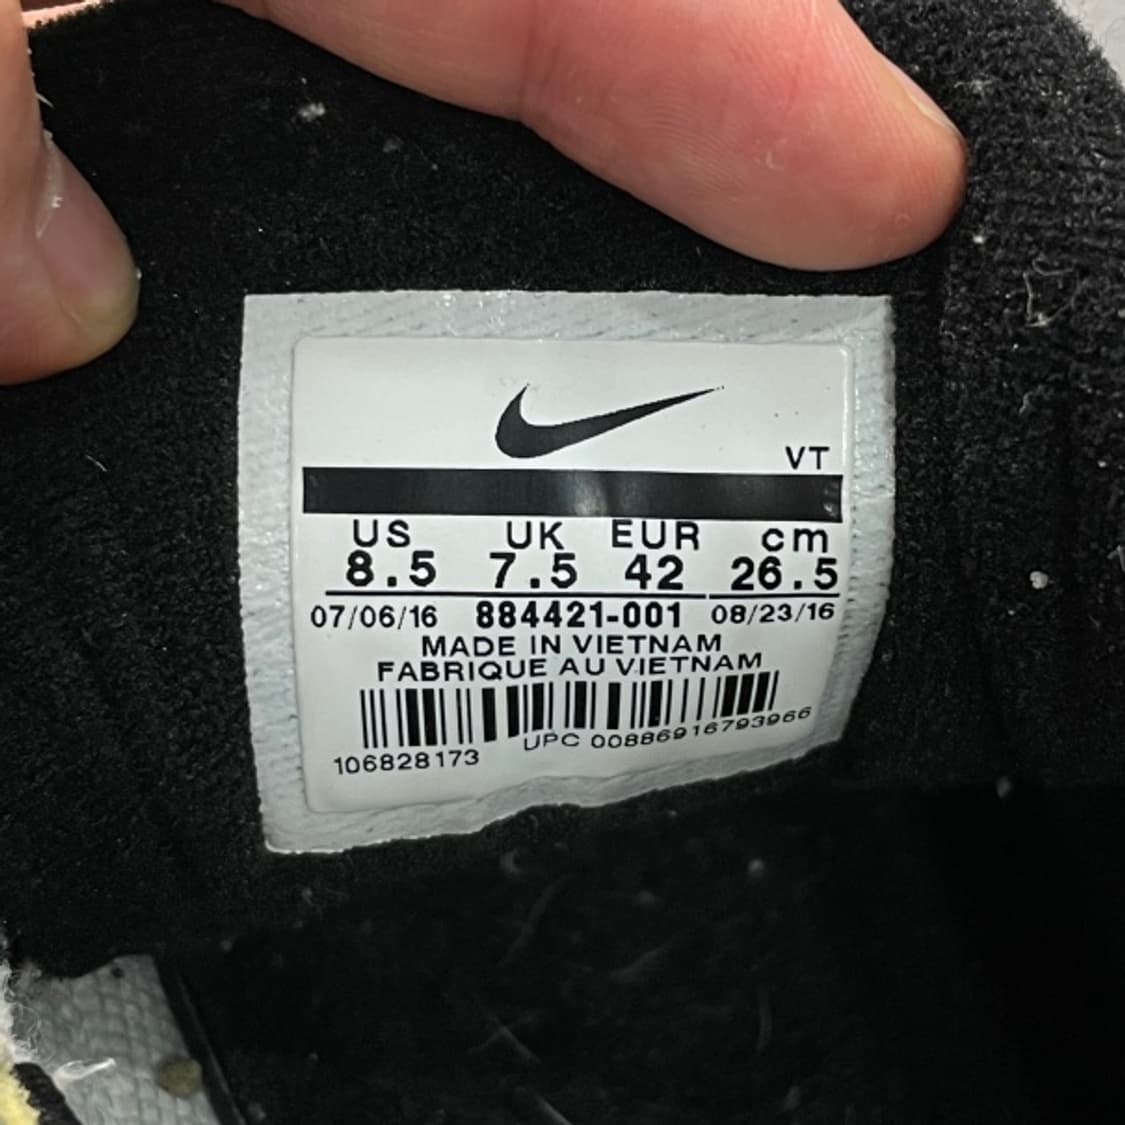 VT
US UK EUR cm
8.5 7.5 42 26.5
07/06/16 884421-001 08/23/16
MADE IN VIETNAM
FABRIQUE AU VIETNAM
106828173 UPC 00886916793966